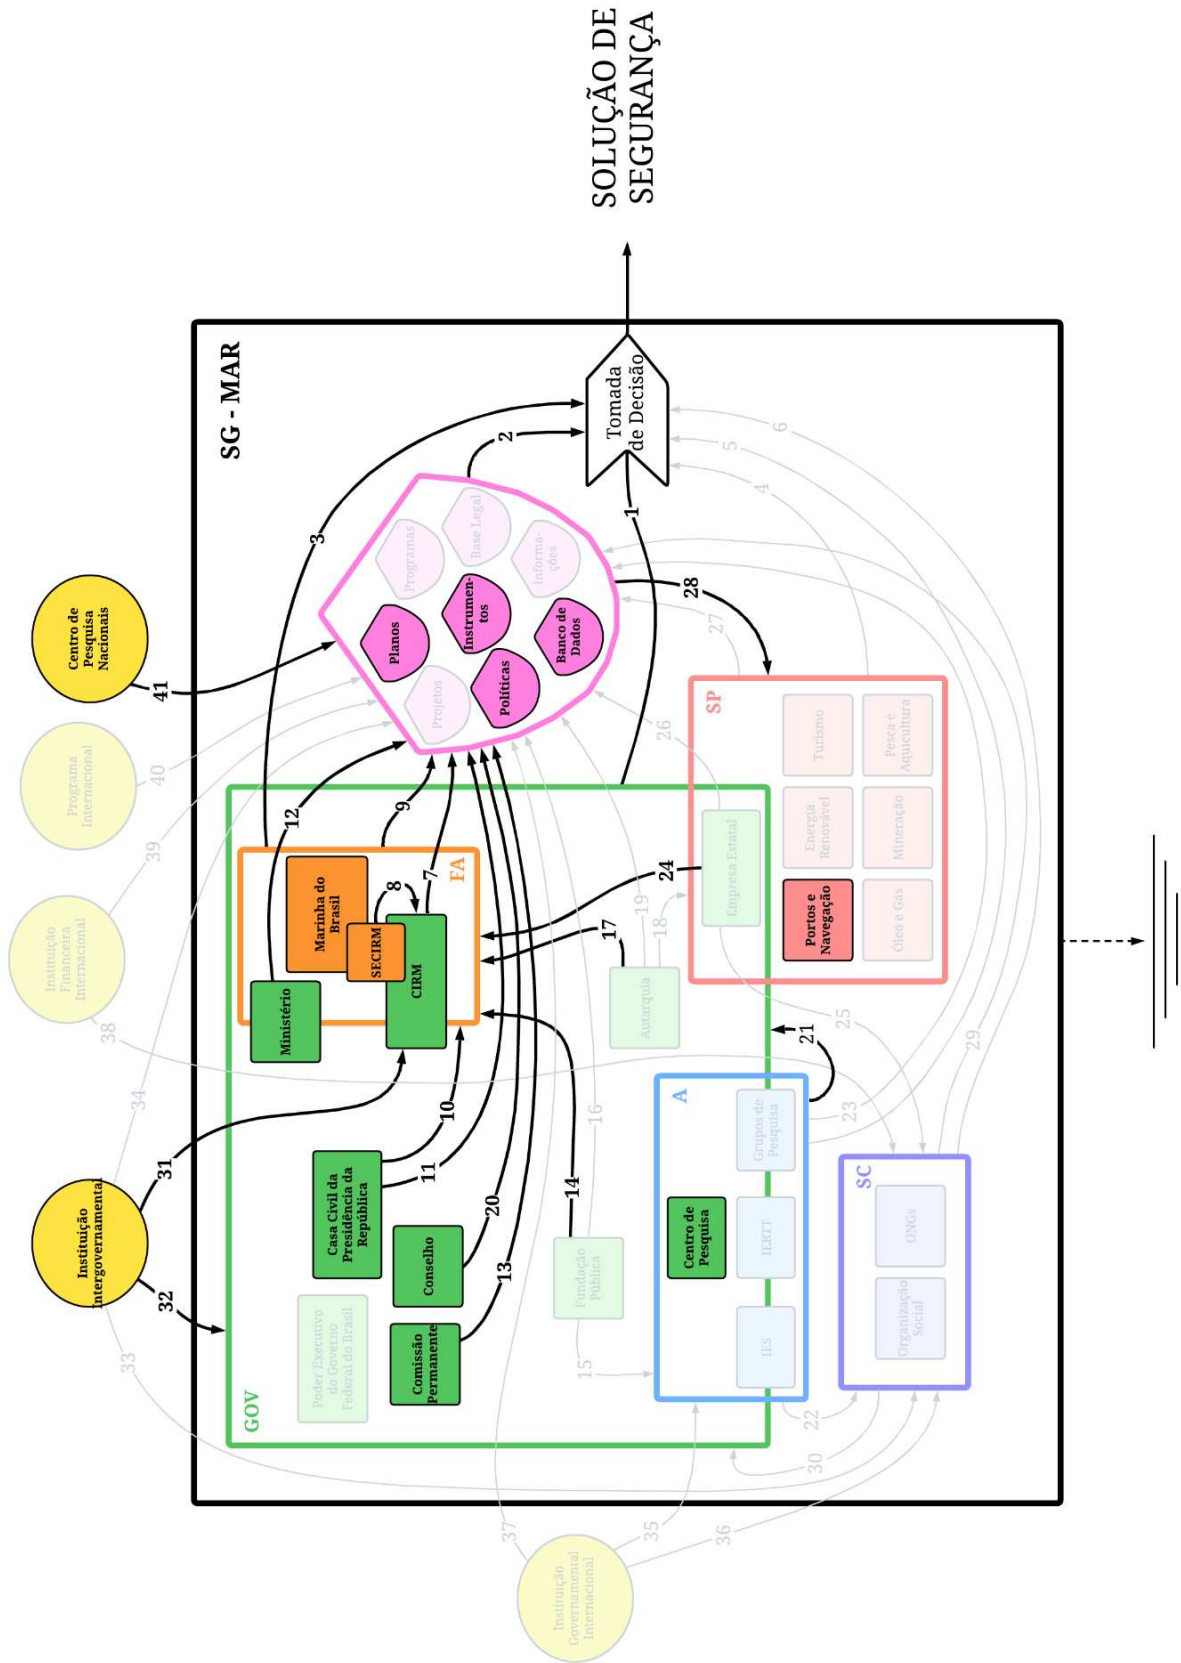 SOLUÇÃO DE
SEGURANÇA
SG - MAR
Tomada
de Decisão
Centro de
Pesquisa
Nacionais
Programa
Internacional
Instituição
Financeira
Internacional
Instituição
Intergovernamental
Instituição
Governamental
Internacional
Programas
Base Legal
Informa-
ções
Planos
Instrumen-
tos
Banco de
Dados
Projetos
Políticas
GOV
FA
Marinha do
Brasil
SECIRM
CIRM
Ministério
Casa Civil da
Presidência da
República
Conselho
Comissão
Permanente
Poder Executivo
do Governo
Federal do Brasil
Fundação
Pública
Autarquia
Empresa Estatal
SP
Turismo
Pesca e
Aquicultura
Energia
Renovável
Mineração
Portos e
Navegação
Óleo e Gás
A
Grupos de
Pesquisa
Centro de
Pesquisa
IEBTT
IES
SC
ONGs
Organização
Social
1
2
3
4
5
6
7
8
9
10
11
12
13
14
15
16
17
18
19
20
21
22
23
24
25
26
27
28
29
30
31
32
33
34
35
36
37
38
39
40
41